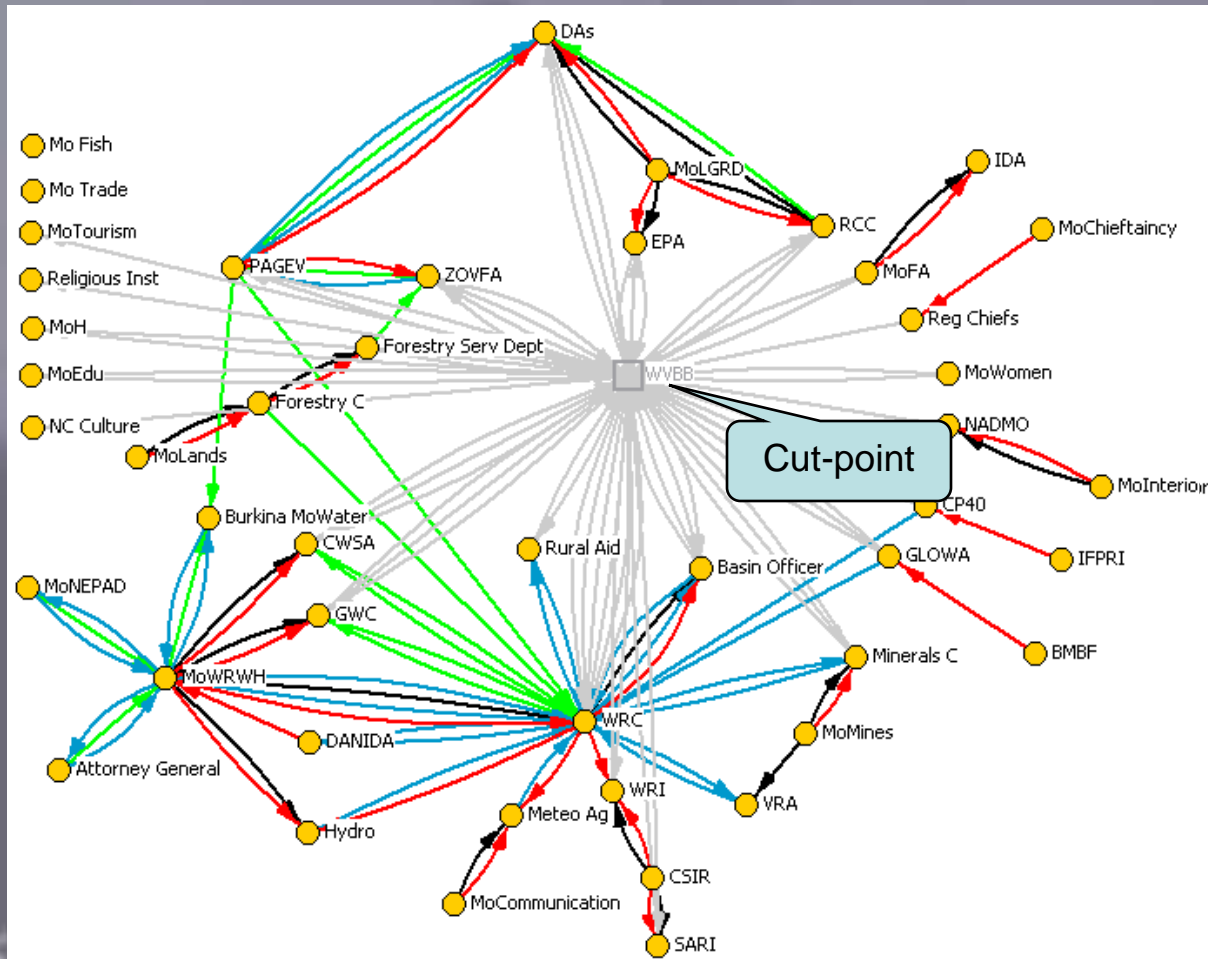 DAs
Mo Fish
Mo Trade
MoTourism
Religious Inst
MoH
MoEdu
NC Culture
MoLGRD
IDA
EPA
RCC
MoChieftaincy
PAGEV
ZOVFA
MoFA
Reg Chiefs
Forestry Serv Dept
WVBB
MoWomen
Forestry C
NADMO
MoLands
Cut-point
MoInterior
CP40
Burkina MoWater
CWSA
Rural Aid
Basin Officer
GLOWA
IFPRI
MoNEPAD
GWC
Minerals C
BMBF
MoWRWH
WRC
DANIDA
MoMines
Attorney General
WRI
VRA
Meteo Ag
Hydro
CSIR
MoCommunication
SARI